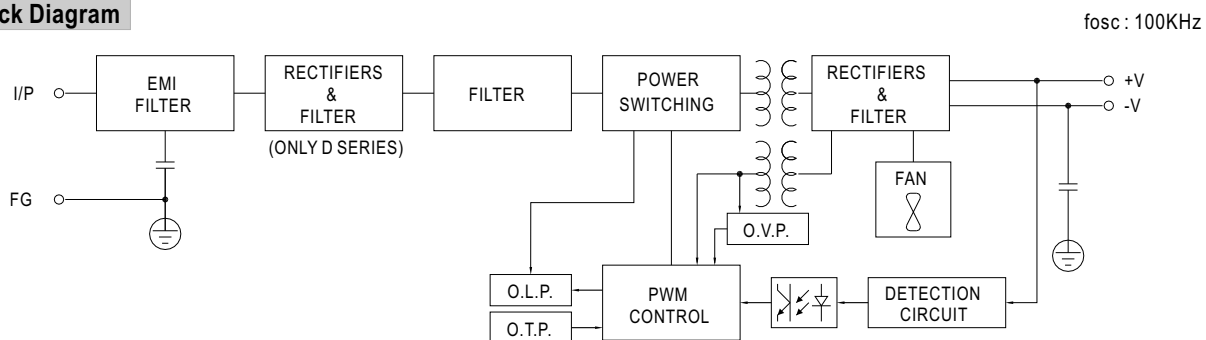 ck Diagram
fosc : 100KHz
I/P
EMI
FILTER
RECTIFIERS
&
FILTER
(ONLY D SERIES)
FILTER
POWER
SWITCHING
RECTIFIERS
&
FILTER
+V
-V
FG
FAN
O.V.P.
O.L.P.
O.T.P.
PWM
CONTROL
DETECTION
CIRCUIT